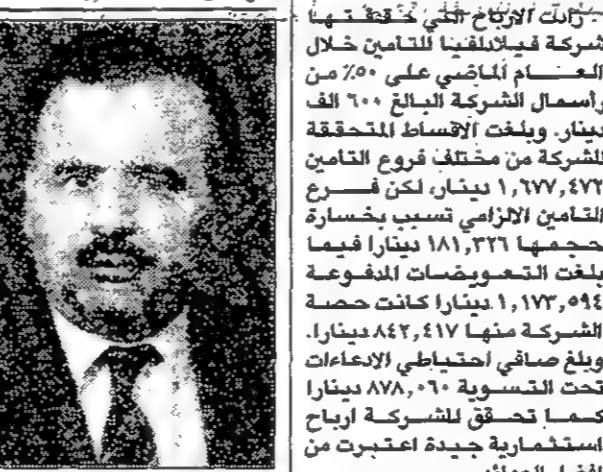 زادت الارباح التي حققتها
شركة فيلادلفيا للتامين خلال
العام الماضي على ٥٠٪ من
رأسمال الشركة البالغ ٦٠٠ الف
دينار. وبلغت الاقساط المتحققة
للشركة من مختلف فروع التامين
١,٦٧٧,٤٧٢ دينار، لكن فرع
التامين الالزامي تسبب بخسارة
حجمها ١٨١,٣٢٦ دينارا فيما
بلغت التعويضات المدفوعة
١,١٧٣,٥٩٤ دينارا كانت حصة
الشركة منها ٨٤٢,٤١٧ دينارا.
وبلغ صافي احتياطي الادعاءات
تحت التسوية ٨٧٨,٠٦٠ دينارا
كما تحقق للشركة ارباح
استثمارية جيدة اعتبرت من